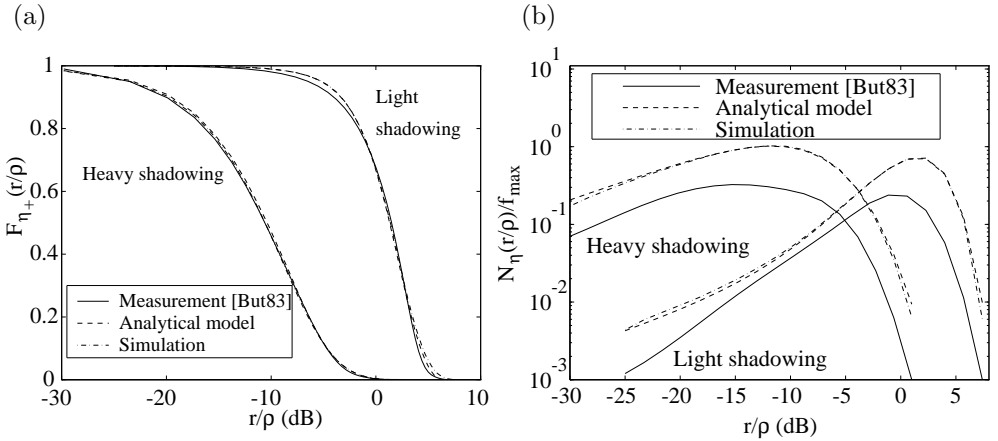 (a)
1
0.8
0.6
0.4
0.2
0
-30
-20
-10
0
10
F_{η_+}(r/ρ)
r/ρ (dB)
Light
shadowing
Heavy shadowing
Measurement [But83]
Analytical model
Simulation
(b)
10^1
10^0
10^{-1}
10^{-2}
10^{-3}
-30
-25
-20
-15
-10
-5
0
5
N_η(r/ρ)/f_max
r/ρ (dB)
Measurement [But83]
Analytical model
Simulation
Heavy shadowing
Light shadowing